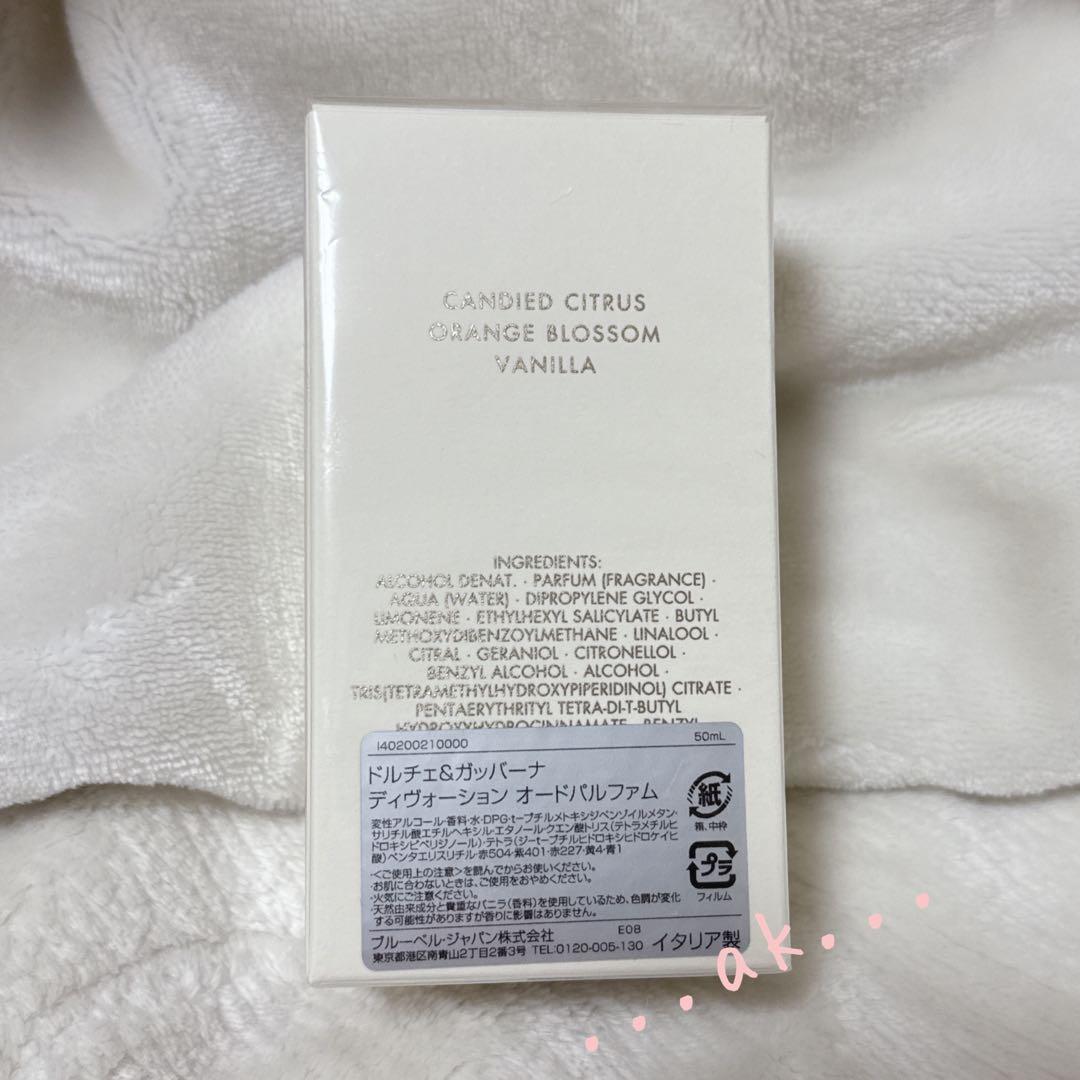 CANDIED CITRUS
ORANGE BLOSSOM
VANILLA
INGREDIENTS:
ALCOHOL DENAT. · PARFUM (FRAGRANCE) ·
AQUA (WATER) · DIPROPYLENE GLYCOL ·
LIMONENE · ETHYLHEXYL SALICYLATE · BUTYL
METHOXYDIBENZOYLMETHANE · LINALOOL ·
CITRAL · GERANIOL · CITRONELLOL ·
BENZYL ALCOHOL · ALCOHOL ·
TRIS(TETRAMETHYLHYDROXYPIPERIDINOL) CITRATE ·
PENTAERYTHRITYL TETRA-DI-T-BUTYL
HYDROXYHYDROCINNAMATE · BENZYL
I40200210000 50mL
ドルチェ&ガッバーナ
ディヴォーション オードパルファム
変性アルコール・香料・水・DPG・t-ブチルメトキシジベンゾイルメタン・
サリチル酸エチルヘキシル・エタノール・クエン酸トリス(テトラメチルヒ
ドロキシピペリジノール)・テトラ(ジ-t-ブチルヒドロキシヒドロケイヒ
酸)ペンタエリスリチル・赤504・紫401・赤227・黄4・青1
・<ご使用上の注意>を読んでからお使いください。
・お肌に合わないときは、ご使用をおやめください。
・火気にご注意ください。
・天然由来成分と貴重なバニラ(香料)を使用しているため、色調が変化
する可能性がありますが香りに影響はありません。
紙
箱、中枠
プラ
フィルム
ブルーベル・ジャパン株式会社 E08
東京都港区南青山2丁目2番3号 TEL:0120-005-130 イタリア製
...ak...